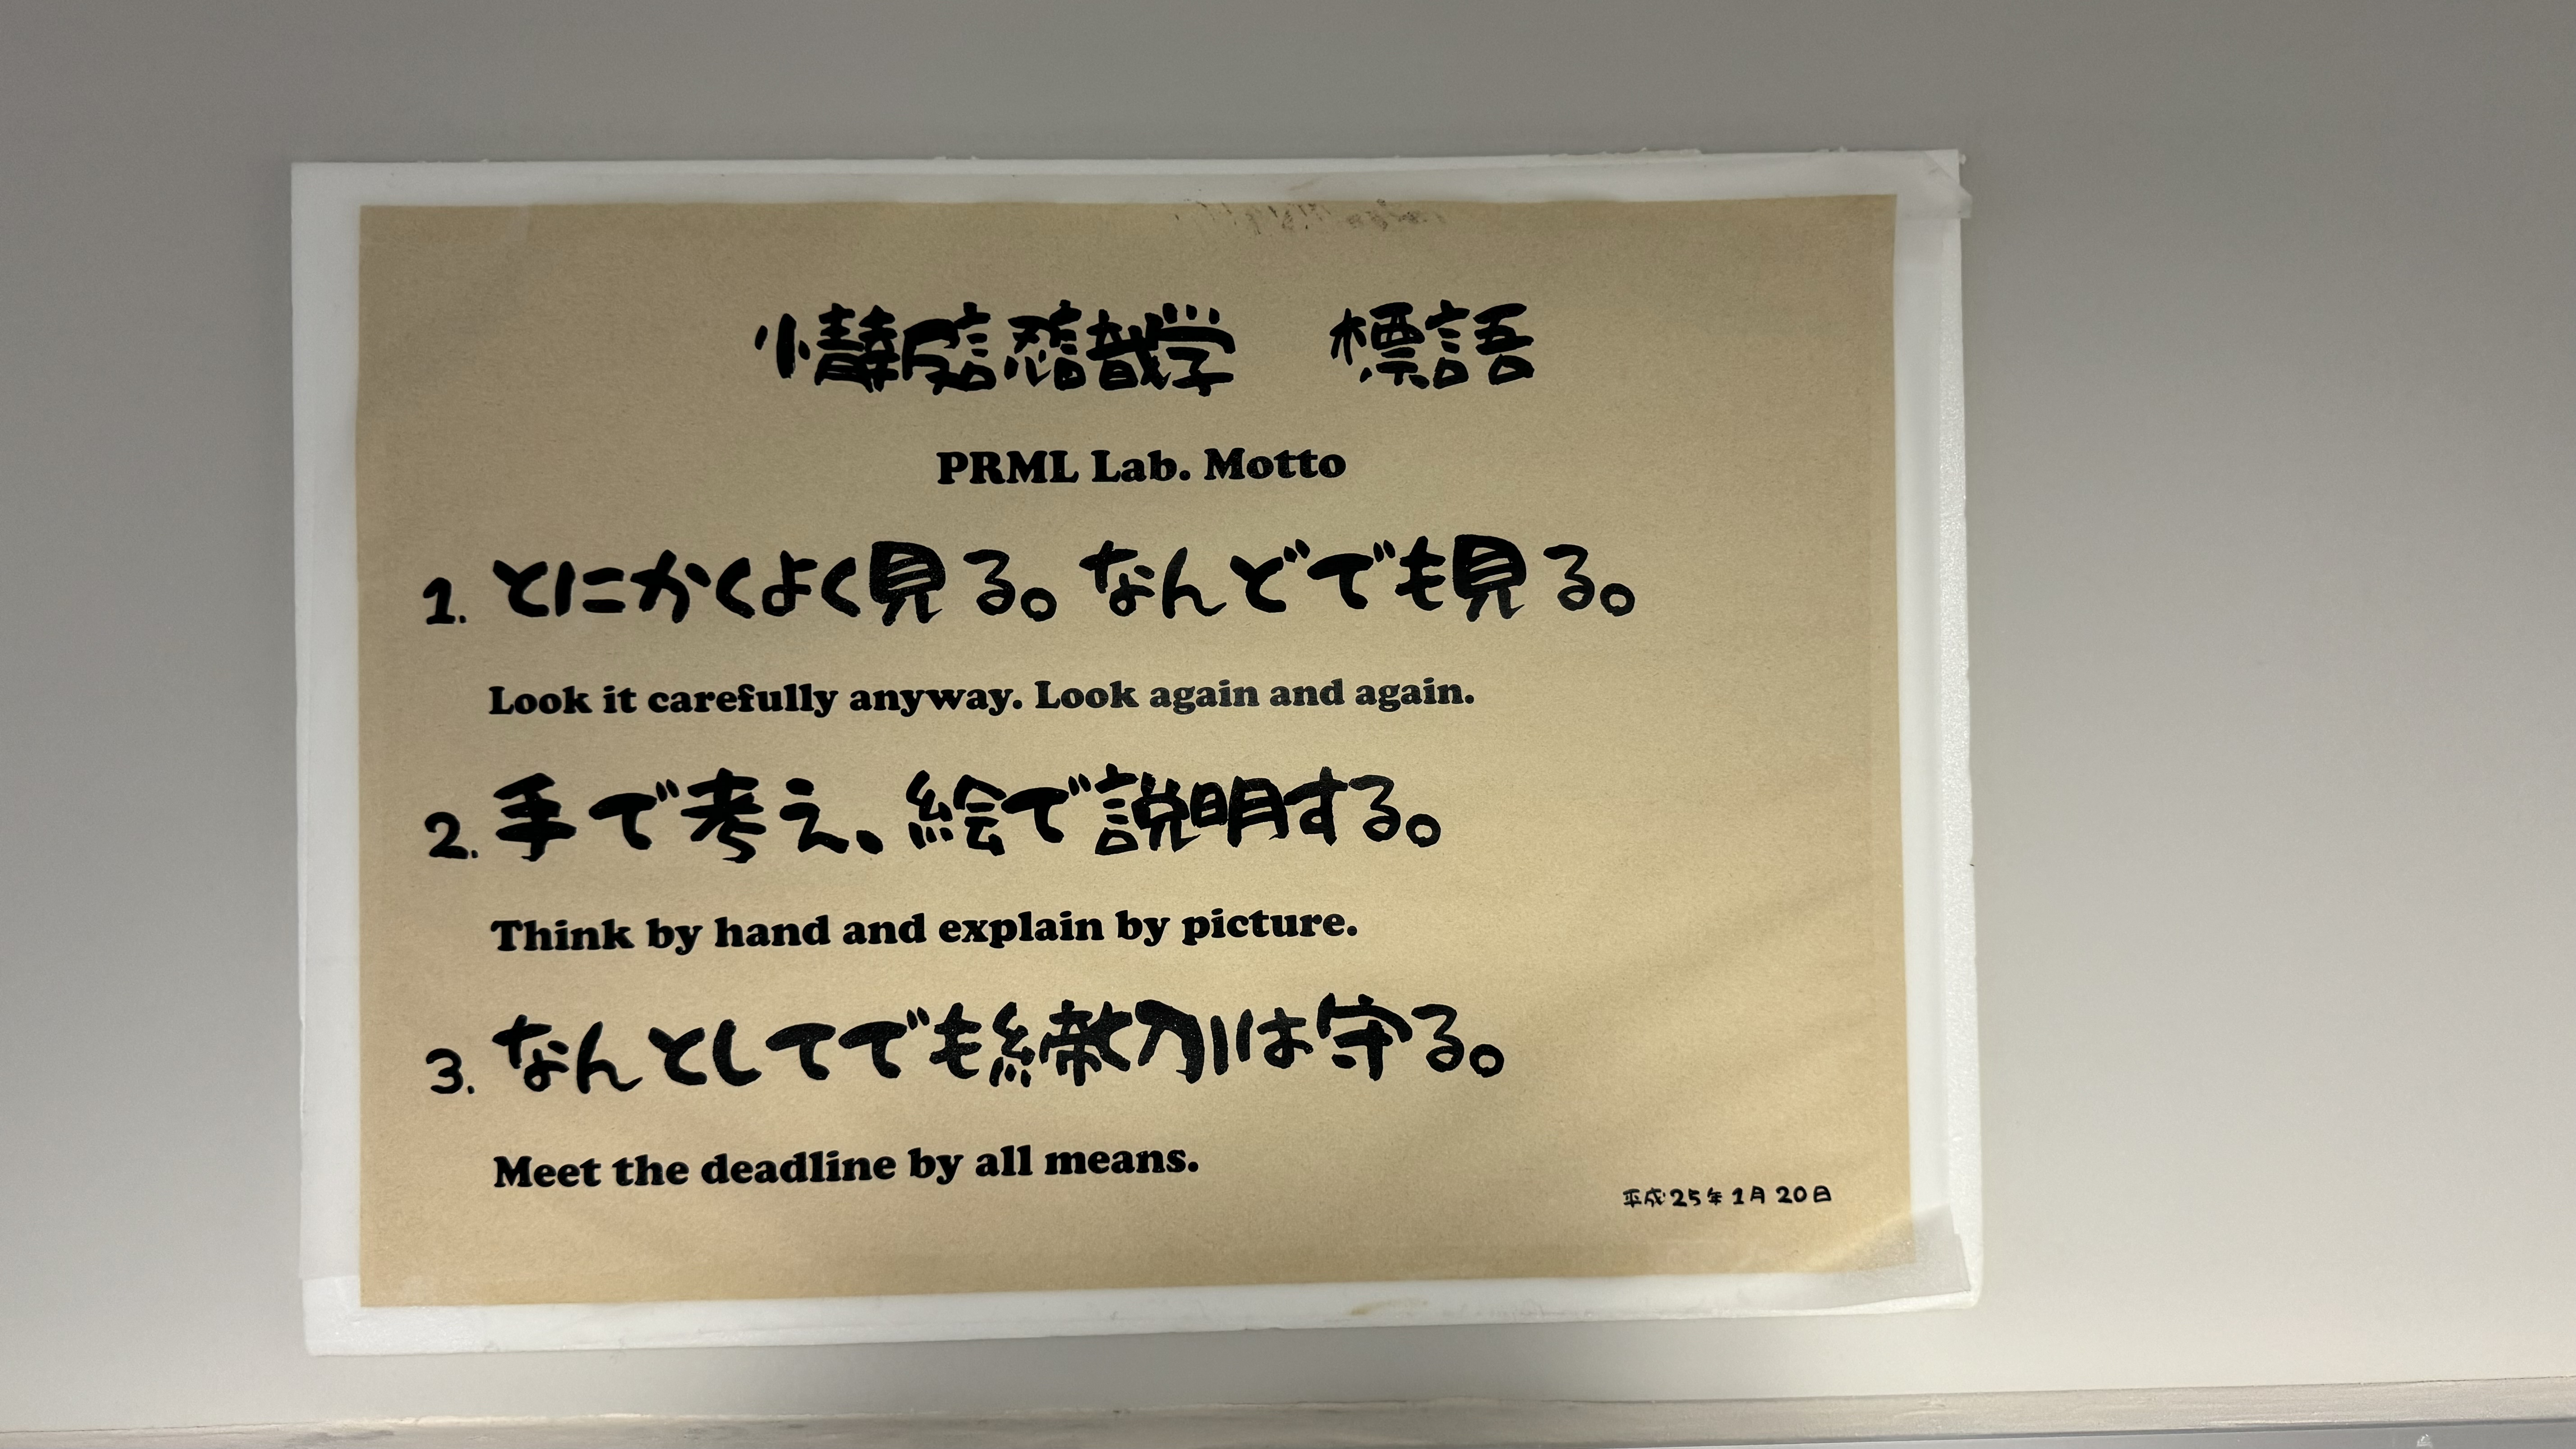 情報認識学 標語
PRML Lab. Motto
1. とにかくよく見る。なんどでも見る。
Look it carefully anyway. Look again and again.
2. 手で考え、絵で説明する。
Think by hand and explain by picture.
3. なんとしてでも締切は守る。
Meet the deadline by all means.
平成25年1月20日